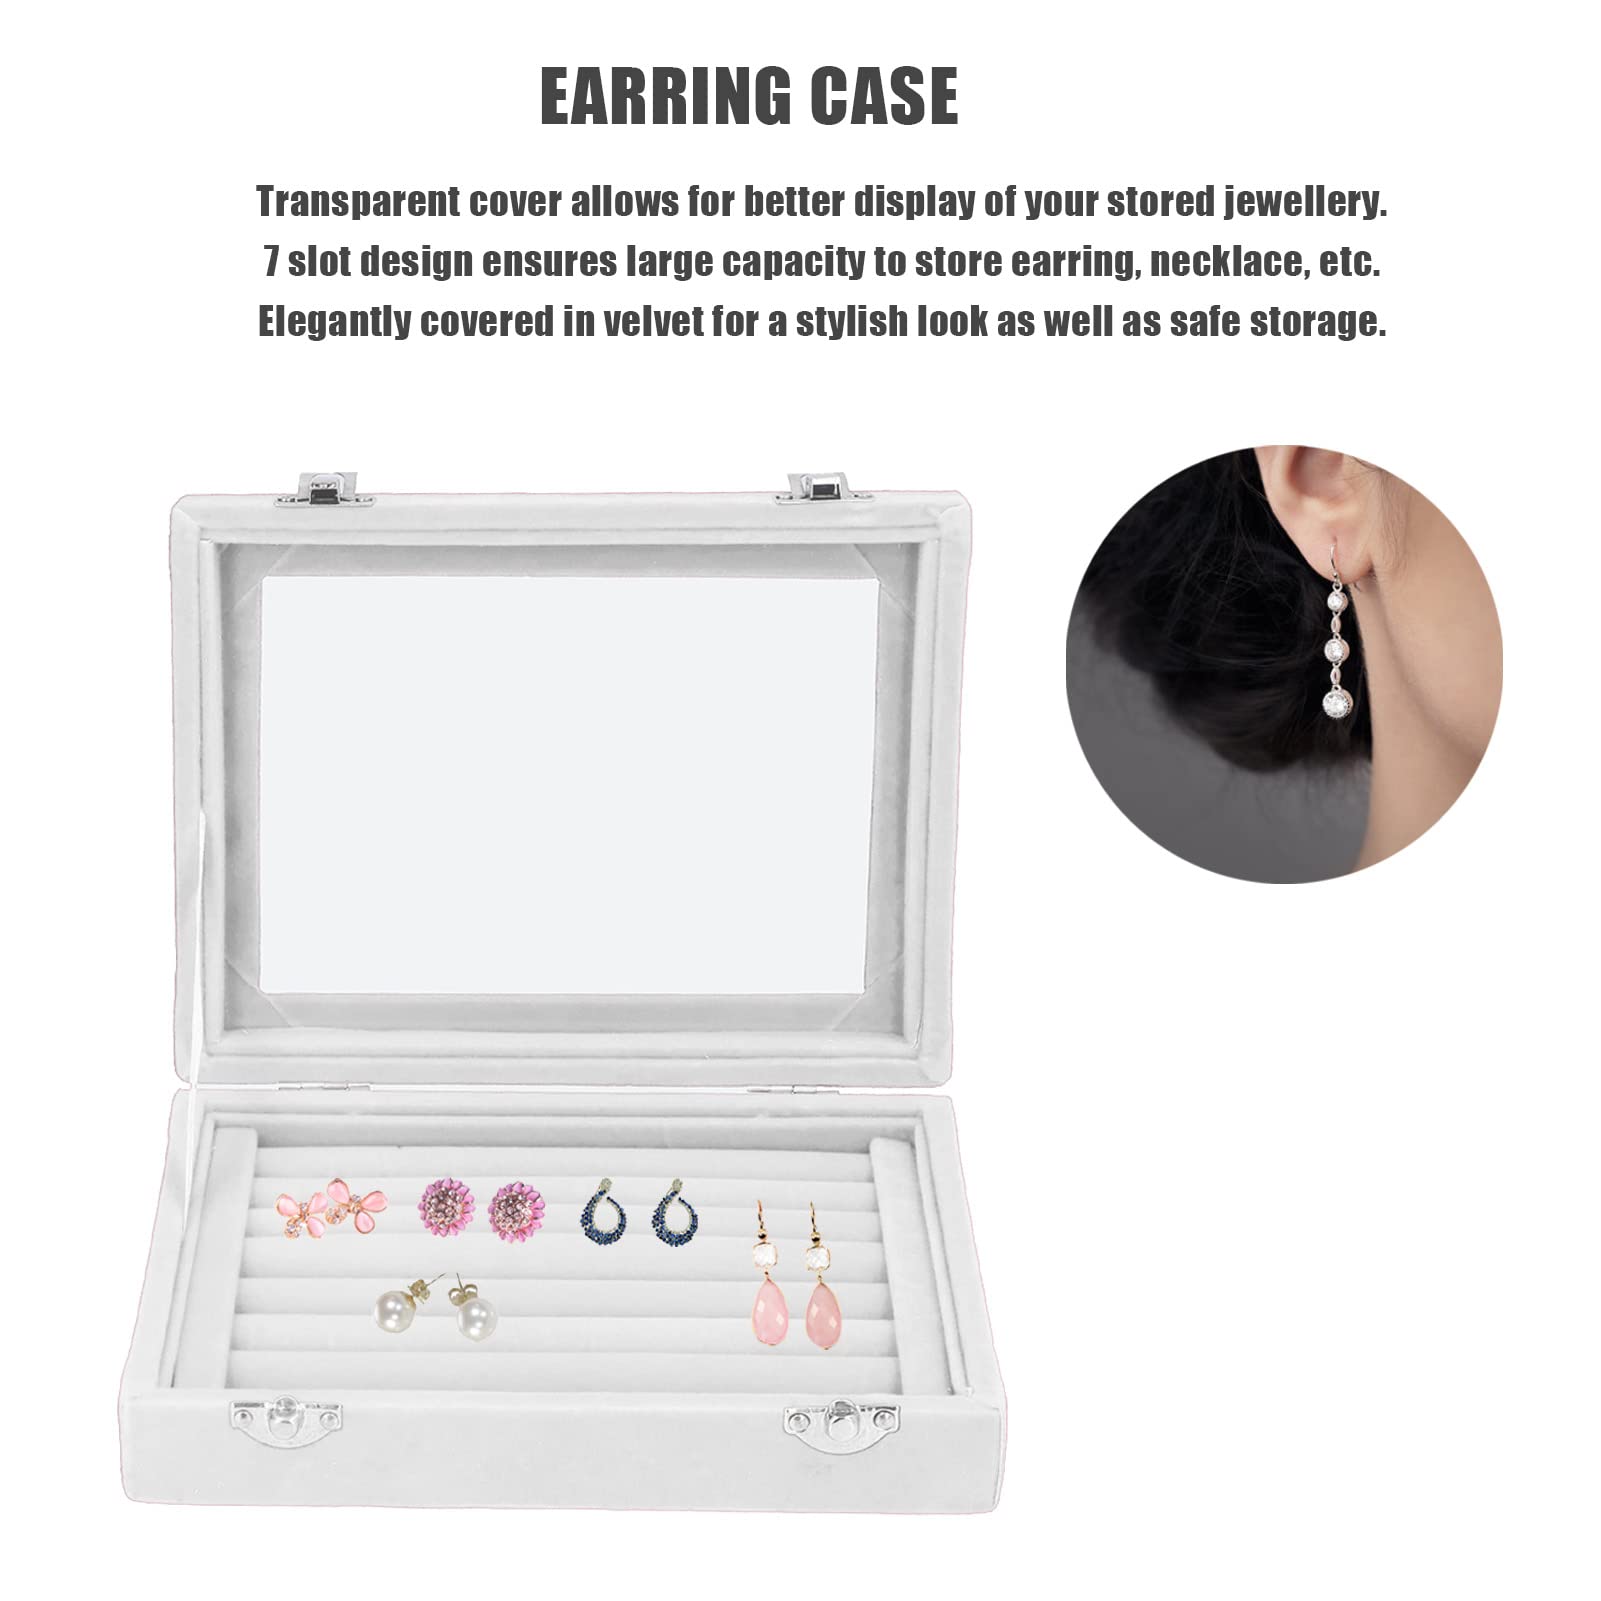 EARRING CASE
Transparent cover allows for better display of your stored jewellery.
7 slot design ensures large capacity to store earring, necklace, etc.
Elegantly covered in velvet for a stylish look as well as safe storage.